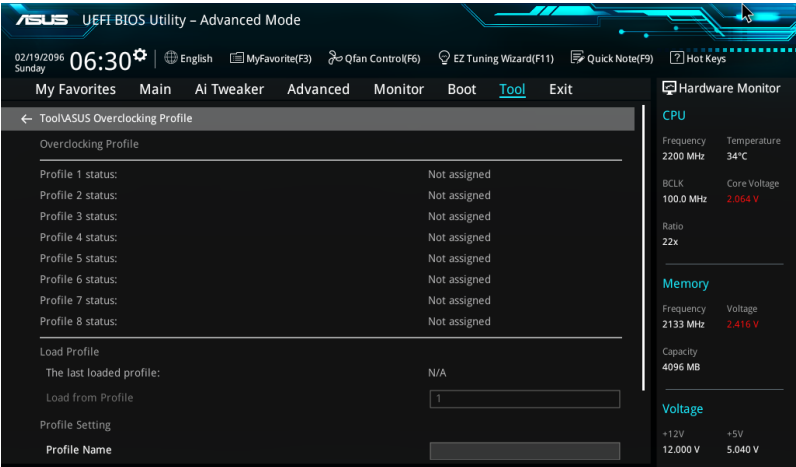 ASUS UEFI BIOS Utility – Advanced Mode
02/19/2096
Sunday
06:30
English
MyFavorite(F3)
Qfan Control(F6)
EZ Tuning Wizard(F11)
Quick Note(F9)
? Hot Keys
My Favorites Main Ai Tweaker Advanced Monitor Boot Tool Exit
Tool\ASUS Overclocking Profile
Overclocking Profile
Profile 1 status: Not assigned
Profile 2 status: Not assigned
Profile 3 status: Not assigned
Profile 4 status: Not assigned
Profile 5 status: Not assigned
Profile 6 status: Not assigned
Profile 7 status: Not assigned
Profile 8 status: Not assigned
Load Profile
The last loaded profile: N/A
Load from Profile 1
Profile Setting
Profile Name
Hardware Monitor
CPU
Frequency Temperature
2200 MHz 34°C
BCLK Core Voltage
100.0 MHz 2.064 V
Ratio
22x
Memory
Frequency Voltage
2133 MHz 2.416 V
Capacity
4096 MB
Voltage
+12V +5V
12.000 V 5.040 V